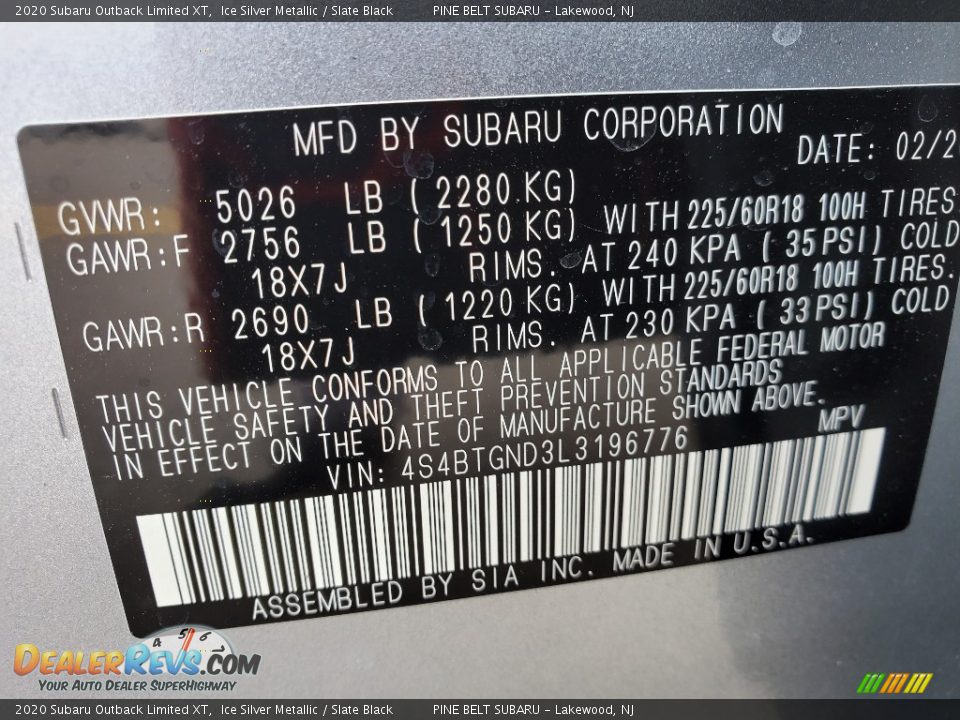 2020 Subaru Outback Limited XT, Ice Silver Metallic / Slate Black PINE BELT SUBARU - Lakewood, NJ
MFD BY SUBARU CORPORATION
DATE: 02/2
GVWR: 5026 LB (2280 KG)
GAWR:F 2756 LB (1250 KG) WITH 225/60R18 100H TIRES
18X7J RIMS. AT 240 KPA (35PSI) COLD
GAWR:R 2690 LB (1220 KG) WITH 225/60R18 100H TIRES.
18X7J RIMS. AT 230 KPA (33PSI) COLD
THIS VEHICLE CONFORMS TO ALL APPLICABLE FEDERAL MOTOR
VEHICLE SAFETY AND THEFT PREVENTION STANDARDS
IN EFFECT ON THE DATE OF MANUFACTURE SHOWN ABOVE.
VIN: 4S4BTGND3L3196776 MPV
ASSEMBLED BY SIA INC. MADE IN U.S.A.
4 5 6
DEALERREVS.COM
YOUR AUTO DEALER SUPERHIGHWAY
2020 Subaru Outback Limited XT, Ice Silver Metallic / Slate Black PINE BELT SUBARU - Lakewood, NJ